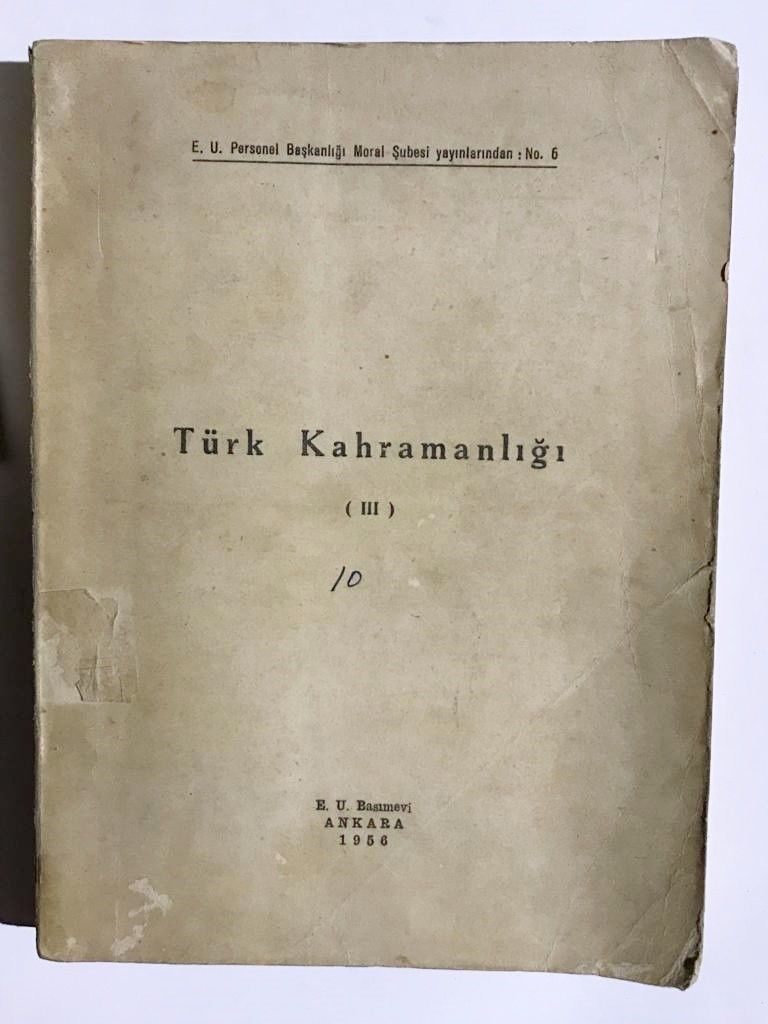 E. U. Personel Başkanlığı Moral Şubesi yayınlarından : No. 6
Türk Kahramanlığı
( III )
10
E. U. Basımevi
ANKARA
1956